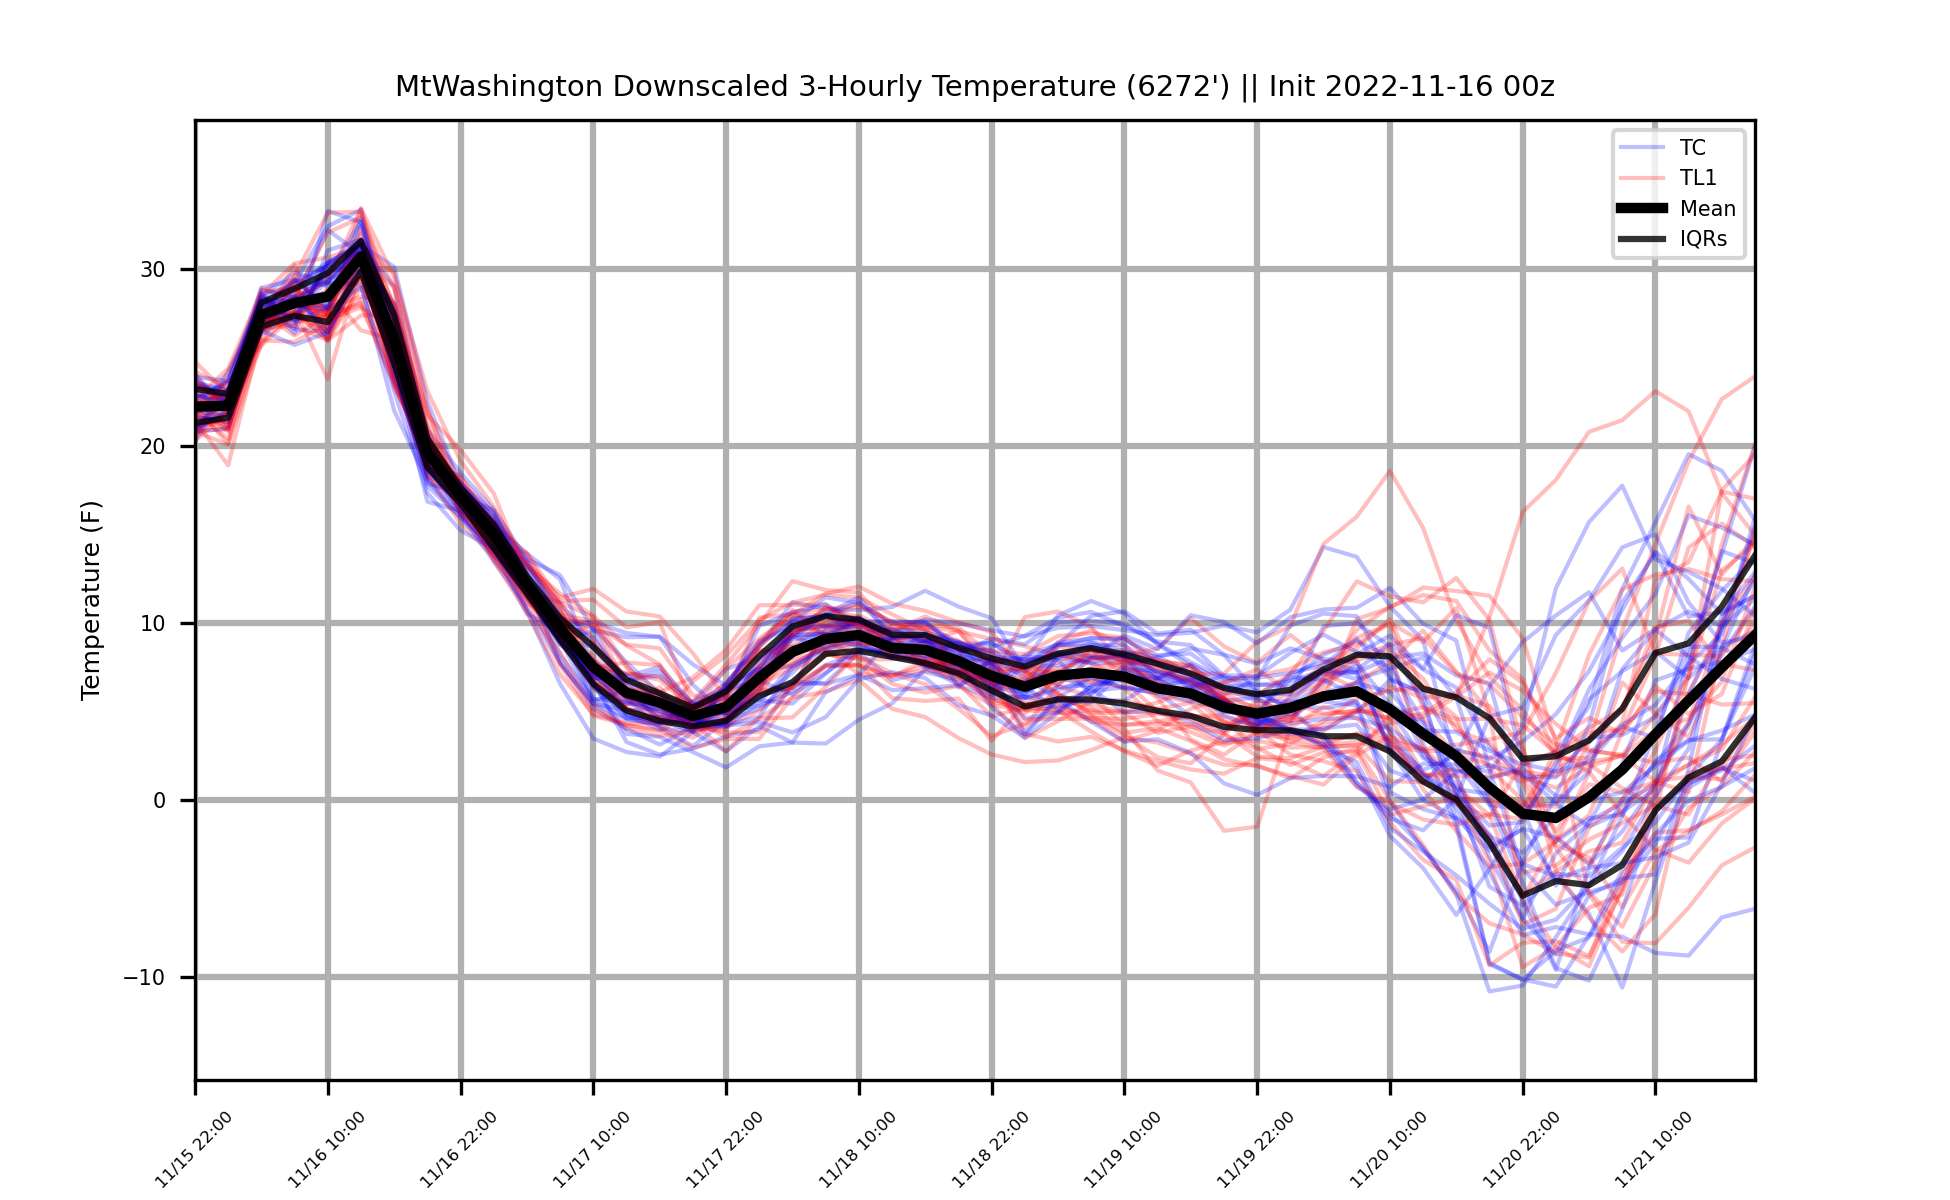 MtWashington Downscaled 3-Hourly Temperature (6272') || Init 2022-11-16 00z
TC
TL1
Mean
IQRs
Temperature (F)
30
20
10
0
−10
11/15 22:00
11/16 10:00
11/16 22:00
11/17 10:00
11/17 22:00
11/18 10:00
11/18 22:00
11/19 10:00
11/19 22:00
11/20 10:00
11/20 22:00
11/21 10:00